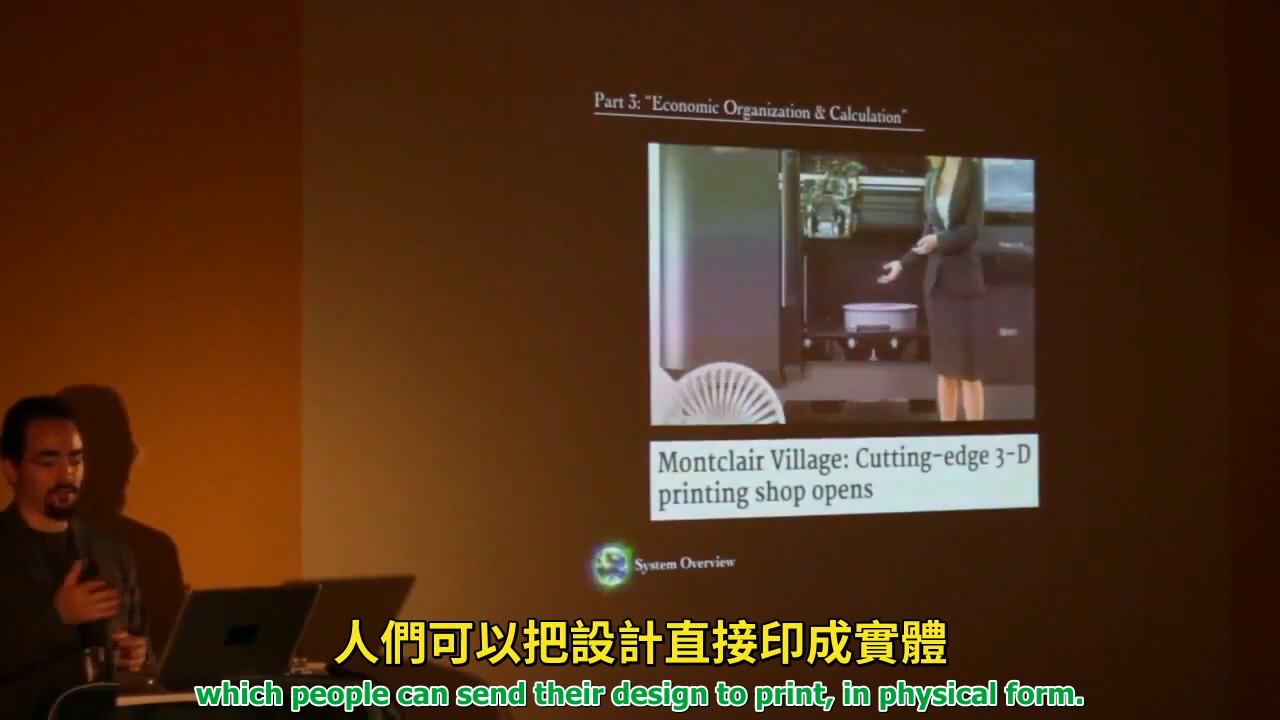 Part 3: "Economic Organization & Calculation"
Montclair Village: Cutting-edge 3-D
printing shop opens
System Overview
人們可以把設計直接印成實體
which people can send their design to print, in physical form.